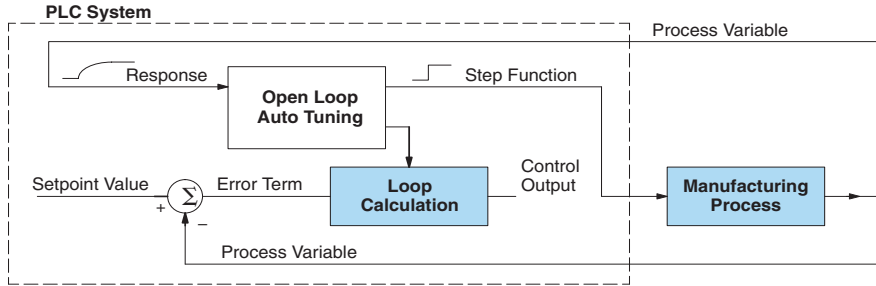 PLC System
Process Variable
Response
Step Function
Open Loop
Auto Tuning
Setpoint Value
+
Σ
−
Error Term
Loop
Calculation
Control
Output
Manufacturing
Process
Process Variable